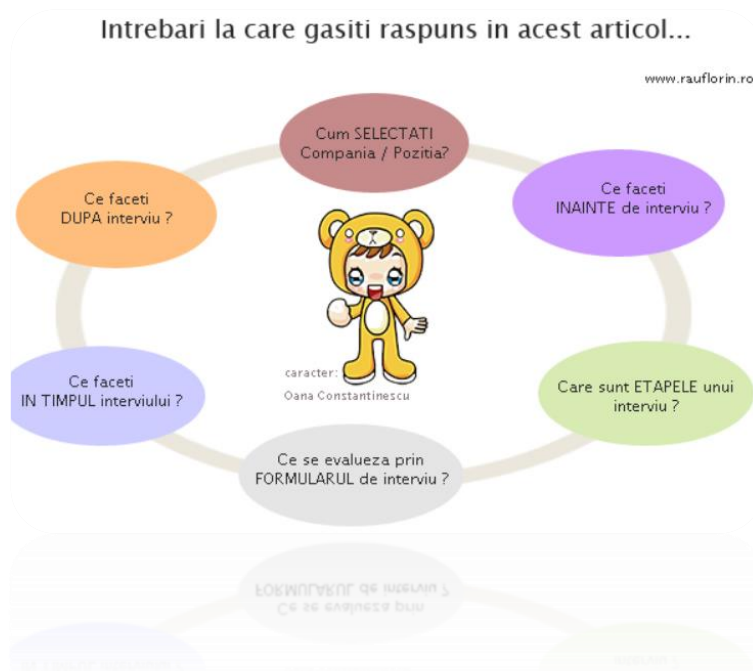 Intrebari la care gasiti raspuns in acest articol...
www.rauflorin.ro
Cum SELECTATI
Compania / Pozitia?
Ce faceti
INAINTE de interviu ?
Care sunt ETAPELE unui
interviu ?
Ce se evalueza prin
FORMULARUL de interviu ?
Ce faceti
IN TIMPUL interviului ?
Ce faceti
DUPA interviu ?
caracter:
Oana Constantinescu